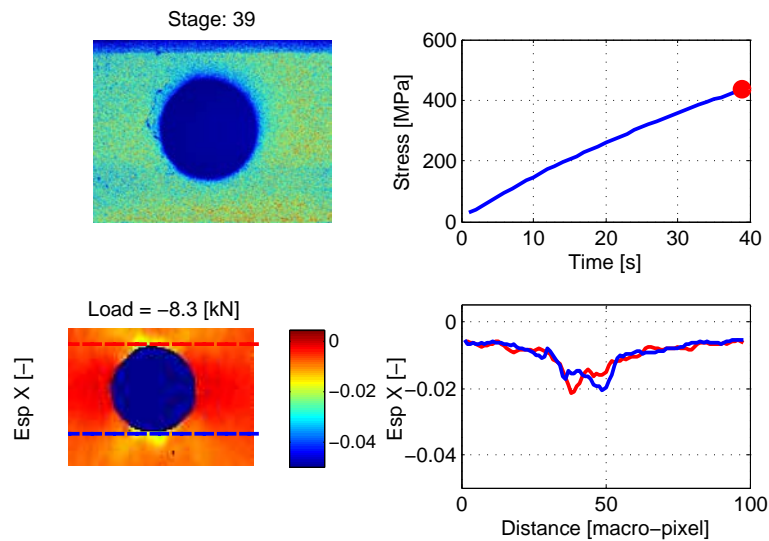 Stage: 39
600
400
200
0
Stress [MPa]
0
10
20
30
40
Time [s]
Load = −8.3 [kN]
Esp X [−]
0
−0.02
−0.04
0
−0.02
−0.04
Esp X [−]
0
50
100
Distance [macro−pixel]